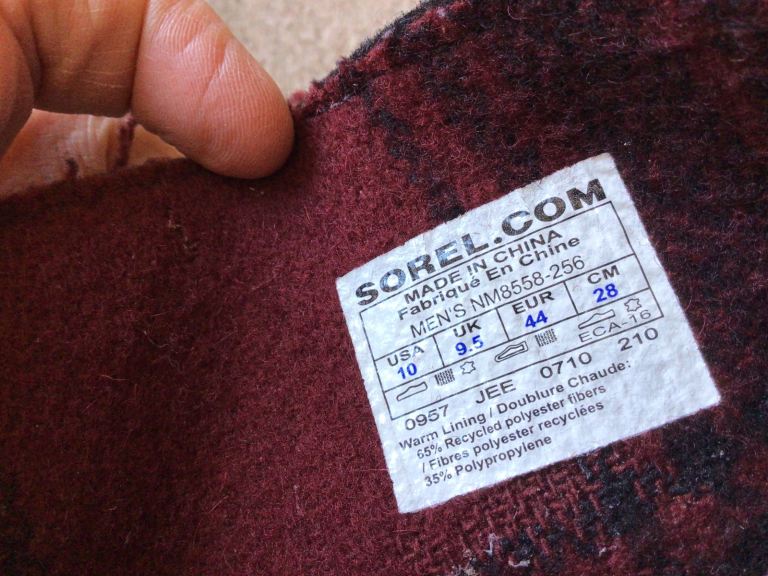 SOREL.COM
MADE IN CHINA
Fabriqué En Chine
MEN'S NM8558-256
USA UK EUR CM
10 9.5 44 28
ECA-16
0957 JEE 0710 210
Warm Lining / Doublure Chaude:
65% Recycled polyester fibers
/ Fibres polyester recyclées
35% Polypropylene